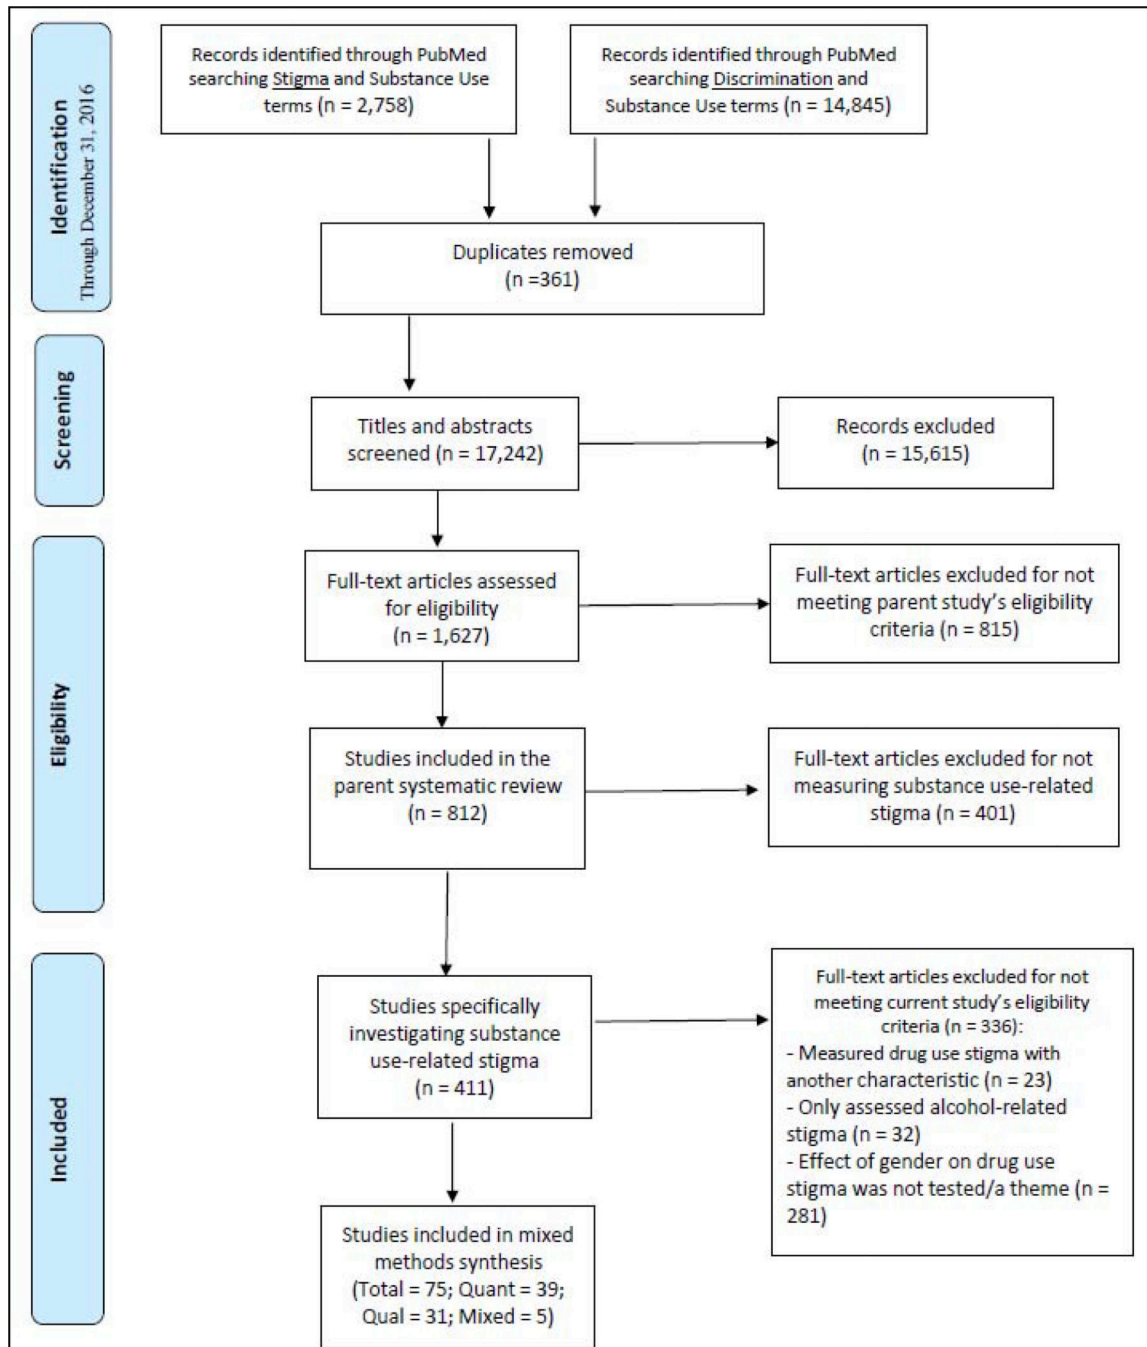 Identification
Through December 31, 2016
Records identified through PubMed
searching Stigma and Substance Use
terms (n = 2,758)
Records identified through PubMed
searching Discrimination and
Substance Use terms (n = 14,845)
Duplicates removed
(n =361)
Screening
Titles and abstracts
screened (n = 17,242)
Records excluded
(n = 15,615)
Eligibility
Full-text articles assessed
for eligibility
(n = 1,627)
Full-text articles excluded for not
meeting parent study’s eligibility
criteria (n = 815)
Studies included in the
parent systematic review
(n = 812)
Full-text articles excluded for not
measuring substance use-related
stigma (n = 401)
Included
Studies specifically
investigating substance
use-related stigma
(n = 411)
Full-text articles excluded for not
meeting current study’s eligibility
criteria (n = 336):
- Measured drug use stigma with
another characteristic (n = 23)
- Only assessed alcohol-related
stigma (n = 32)
- Effect of gender on drug use
stigma was not tested/a theme (n =
281)
Studies included in mixed
methods synthesis
(Total = 75; Quant = 39;
Qual = 31; Mixed = 5)